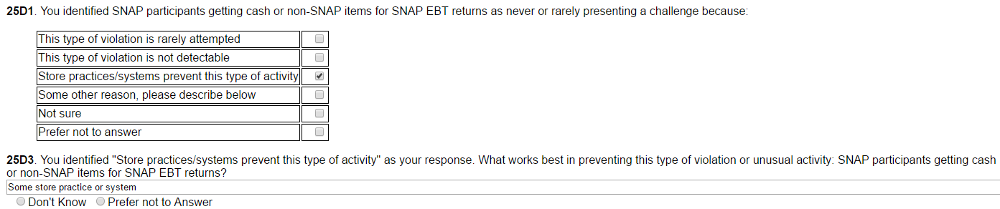 25D1. You identified SNAP participants getting cash or non-SNAP items for SNAP EBT returns as never or rarely presenting a challenge because:
This type of violation is rarely attempted
This type of violation is not detectable
Store practices/systems prevent this type of activity
Some other reason, please describe below
Not sure
Prefer not to answer
25D3. You identified "Store practices/systems prevent this type of activity" as your response. What works best in preventing this type of violation or unusual activity: SNAP participants getting cash
or non-SNAP items for SNAP EBT returns?
Some store practice or system
Don't Know Prefer not to Answer